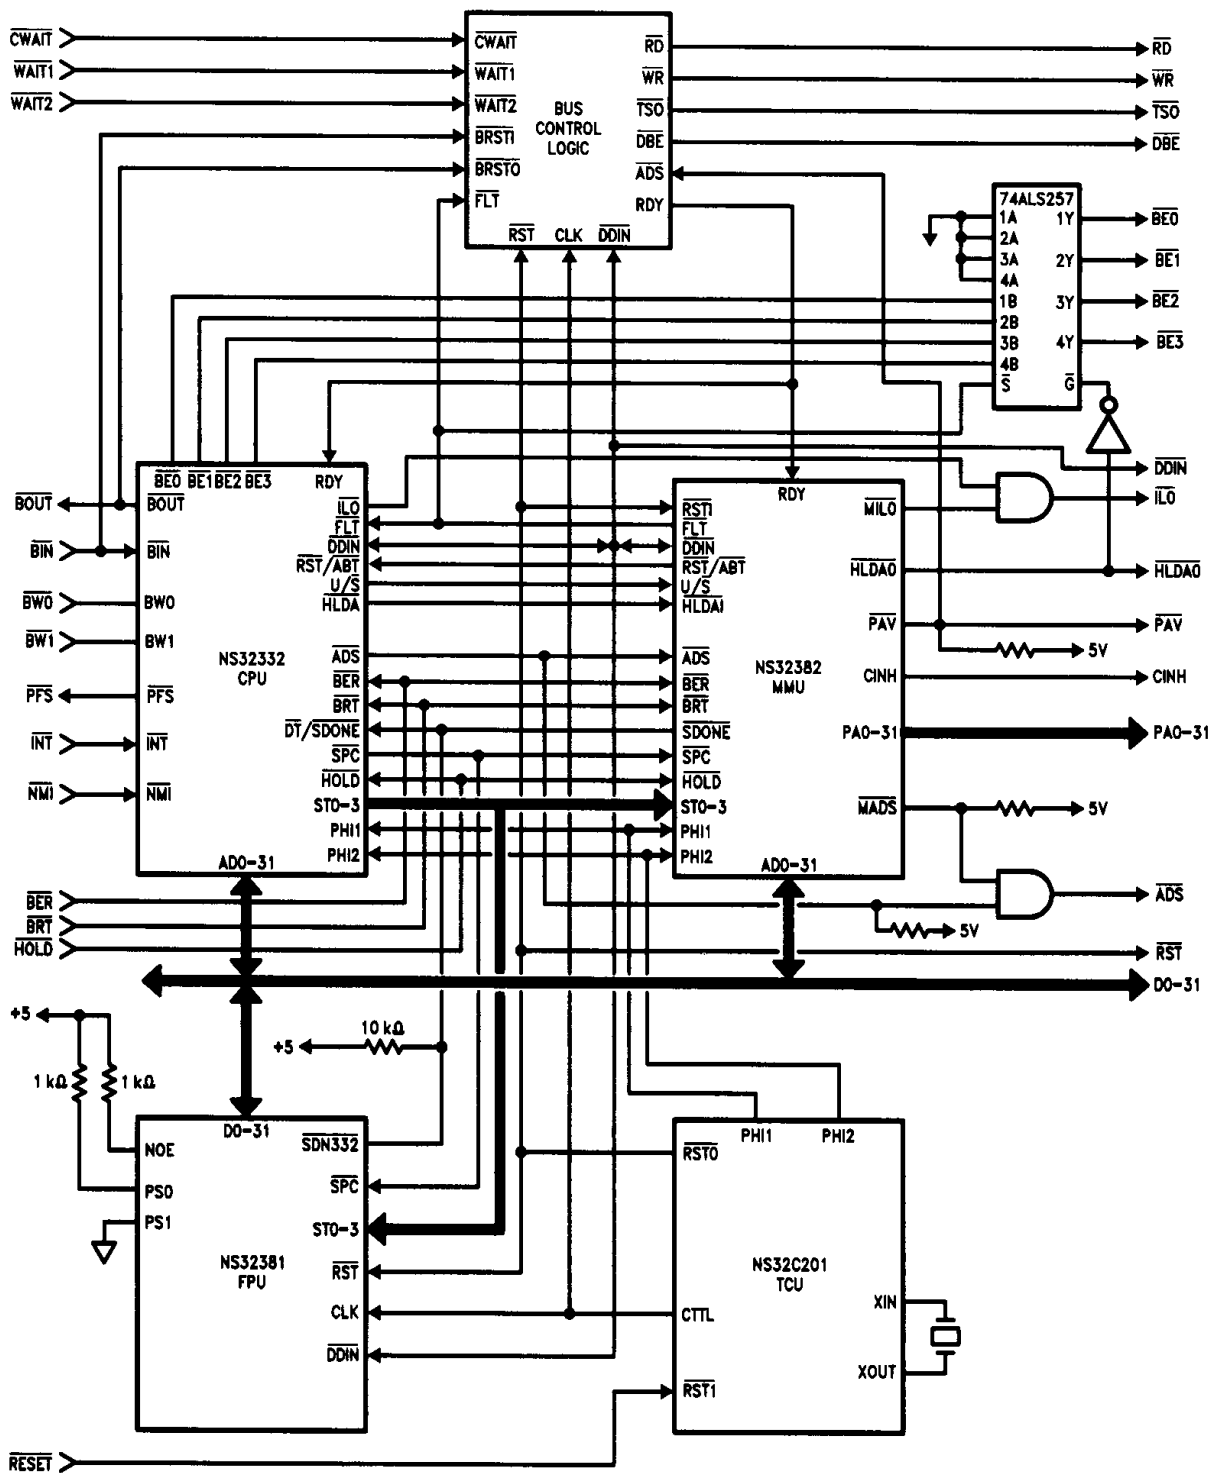 CWAIT
WAIT1
WAIT2
CWAIT
WAIT1
WAIT2
BRSTI
BRSTO
FLT
BUS
CONTROL
LOGIC
RD
WR
TSO
DBE
ADS
RDY
RST CLK DDIN
RD
WR
TSO
DBE
74ALS257
1A
2A
3A
4A
1B
2B
3B
4B
S
1Y
2Y
3Y
4Y
G
BE0
BE1
BE2
BE3
BOUT
BIN
BW0
BW1
PFS
INT
NMI
BE0 BE1 BE2 BE3
RDY
BOUT
BIN
BW0
BW1
PFS
INT
NMI
NS32332
CPU
ILO
FLT
DDIN
RST/ABT
U/S
HLDA
ADS
BER
BRT
DT/SDONE
SPC
HOLD
ST0-3
PHI1
PHI2
AD0-31
RDY
RSTI
FLT
DDIN
RST/ABT
U/S
HLDAI
ADS
BER
BRT
SDONE
SPC
HOLD
ST0-3
PHI1
PHI2
NS32382
MMU
MILO
HLDAO
PAV
CINH
PA0-31
MADS
AD0-31
DDIN
ILO
HLDAO
PAV
5V
CINH
PA0-31
5V
ADS
5V
RST
D0-31
BER
BRT
HOLD
+5
1 kΩ
1 kΩ
+5
10 kΩ
D0-31
NOE
PS0
PS1
NS32381
FPU
SDN332
SPC
ST0-3
RST
CLK
DDIN
PHI1
PHI2
RSTO
CTTL
RST1
NS32C201
TCU
XIN
XOUT
RESET